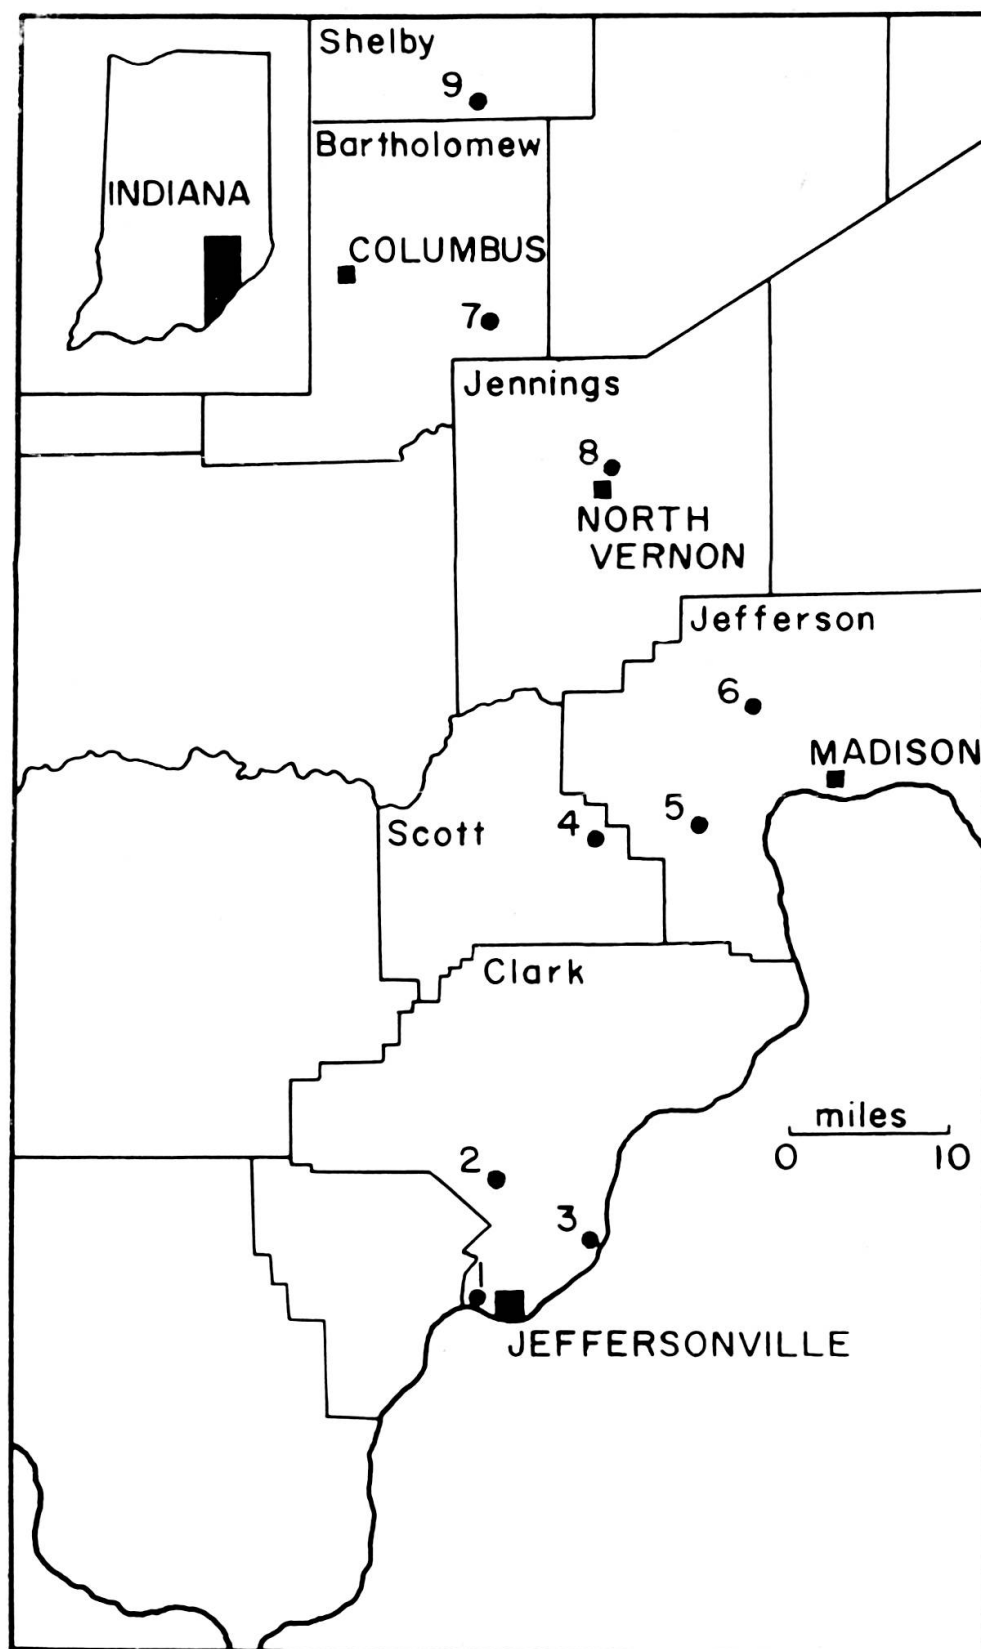 Shelby
9
Bartholomew
INDIANA
COLUMBUS
7
Jennings
8
NORTH
VERNON
Jefferson
6
MADISON
5
4
Scott
Clark
miles
0 10
2
3
1
JEFFERSONVILLE